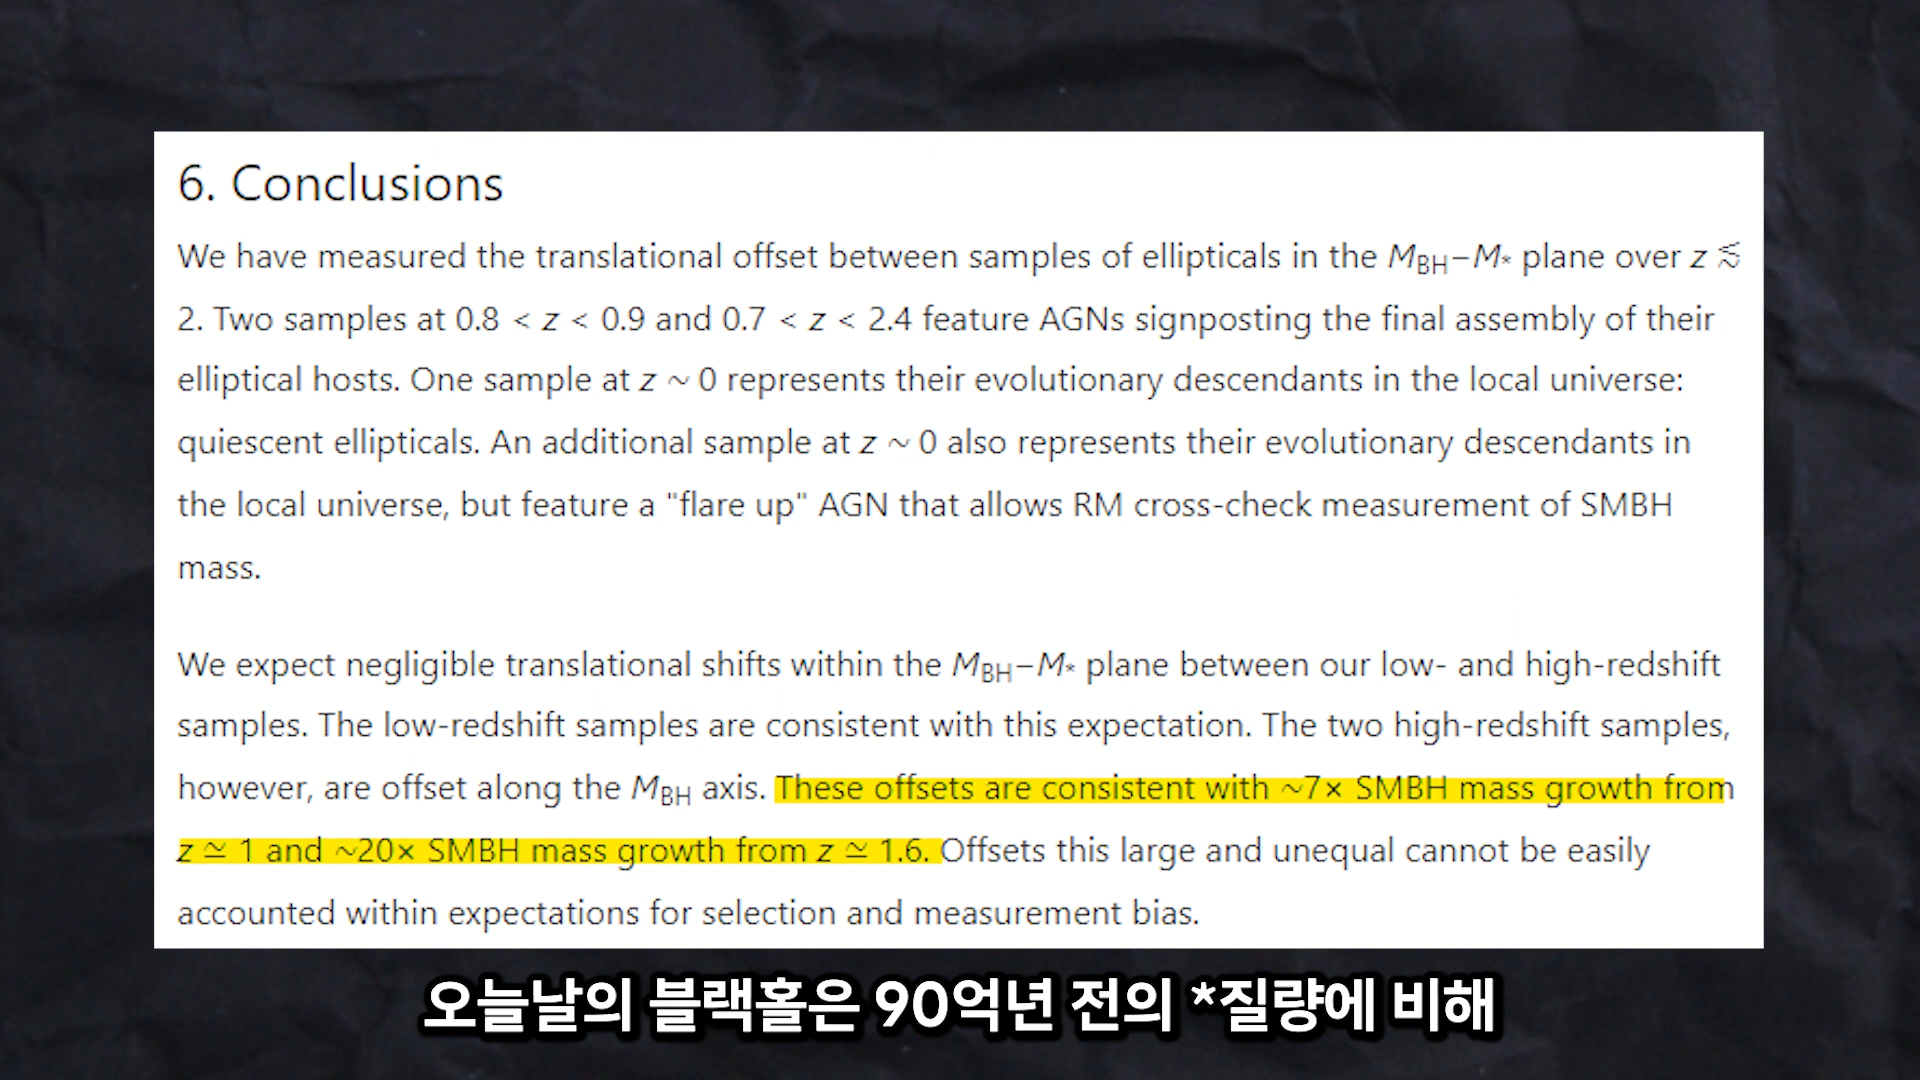 6. Conclusions
We have measured the translational offset between samples of ellipticals in the M_BH–M_* plane over z ≲
2. Two samples at 0.8 < z < 0.9 and 0.7 < z < 2.4 feature AGNs signposting the final assembly of their
elliptical hosts. One sample at z ~ 0 represents their evolutionary descendants in the local universe:
quiescent ellipticals. An additional sample at z ~ 0 also represents their evolutionary descendants in
the local universe, but feature a "flare up" AGN that allows RM cross-check measurement of SMBH
mass.
We expect negligible translational shifts within the M_BH–M_* plane between our low- and high-redshift
samples. The low-redshift samples are consistent with this expectation. The two high-redshift samples,
however, are offset along the M_BH axis. These offsets are consistent with ~7× SMBH mass growth from
z ≃ 1 and ~20× SMBH mass growth from z ≃ 1.6. Offsets this large and unequal cannot be easily
accounted within expectations for selection and measurement bias.
오늘날의 블랙홀은 90억년 전의 *질량에 비해